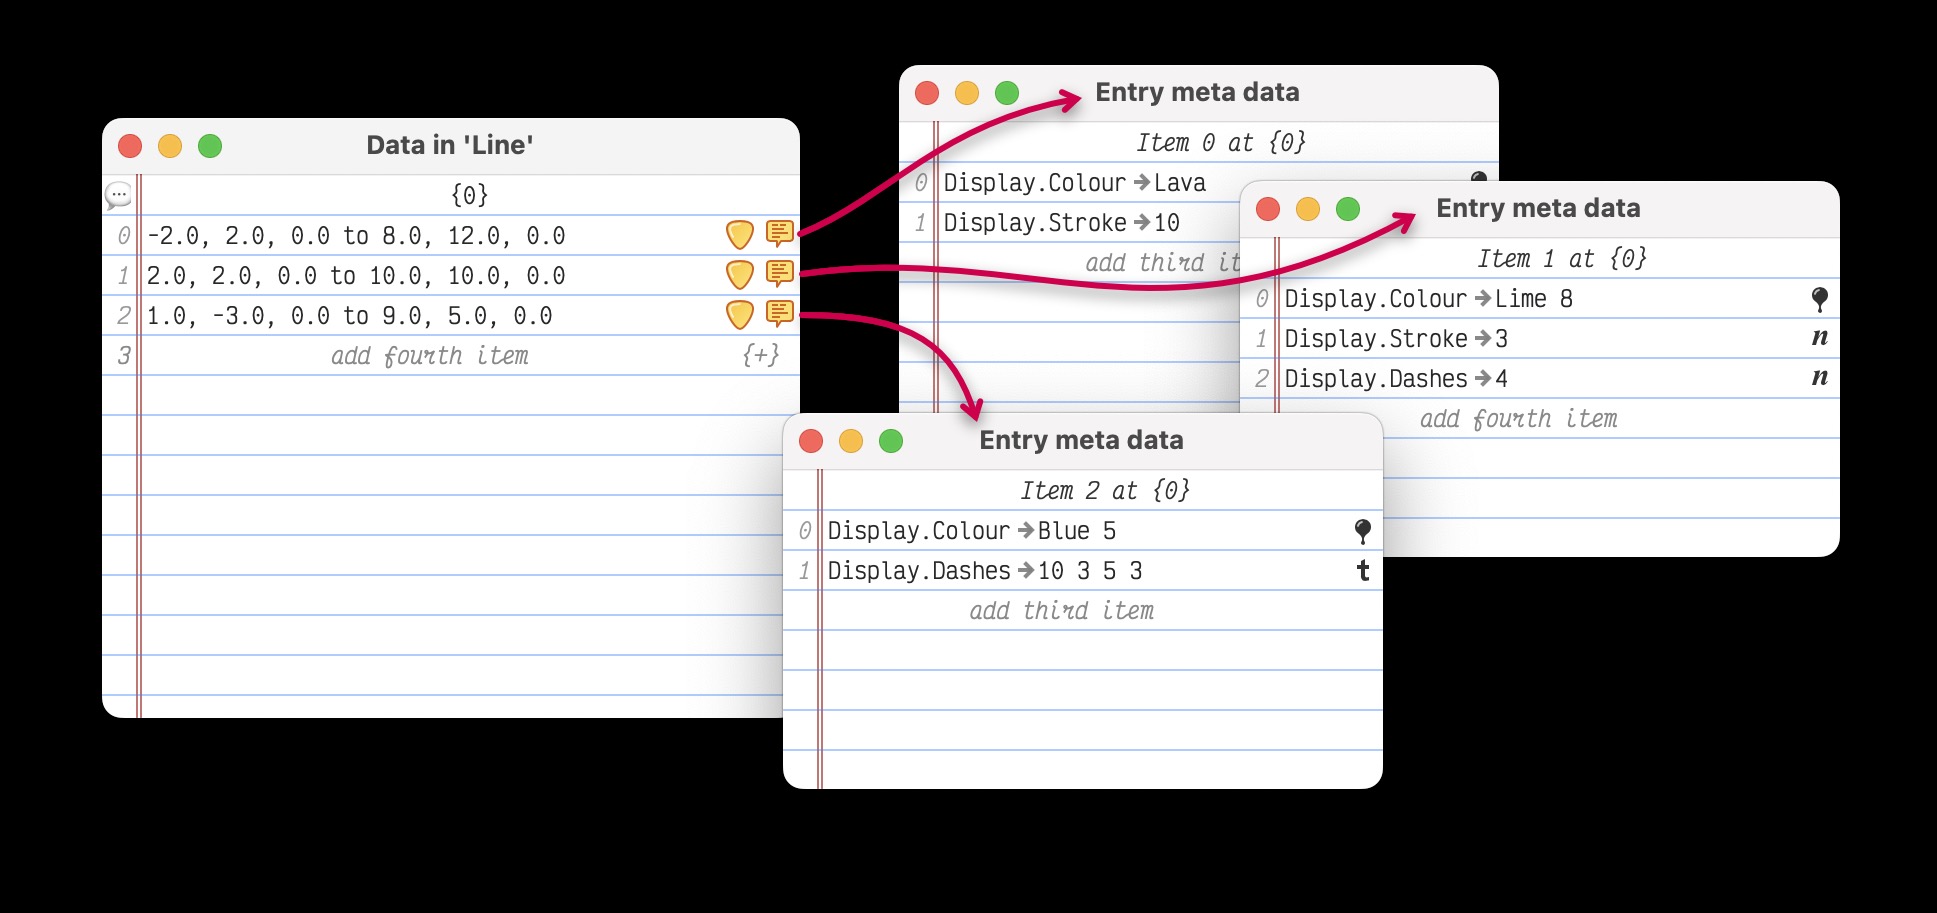 Data in 'Line'
{0}
0 -2.0, 2.0, 0.0 to 8.0, 12.0, 0.0
1 2.0, 2.0, 0.0 to 10.0, 10.0, 0.0
2 1.0, -3.0, 0.0 to 9.0, 5.0, 0.0
3 add fourth item {+}
Entry meta data
Item 0 at {0}
0 Display.Colour → Lava
1 Display.Stroke → 10
add third it
Entry meta data
Item 1 at {0}
0 Display.Colour → Lime 8
1 Display.Stroke → 3 n
2 Display.Dashes → 4 n
add fourth item
Entry meta data
Item 2 at {0}
0 Display.Colour → Blue 5
1 Display.Dashes → 10 3 5 3 t
add third item